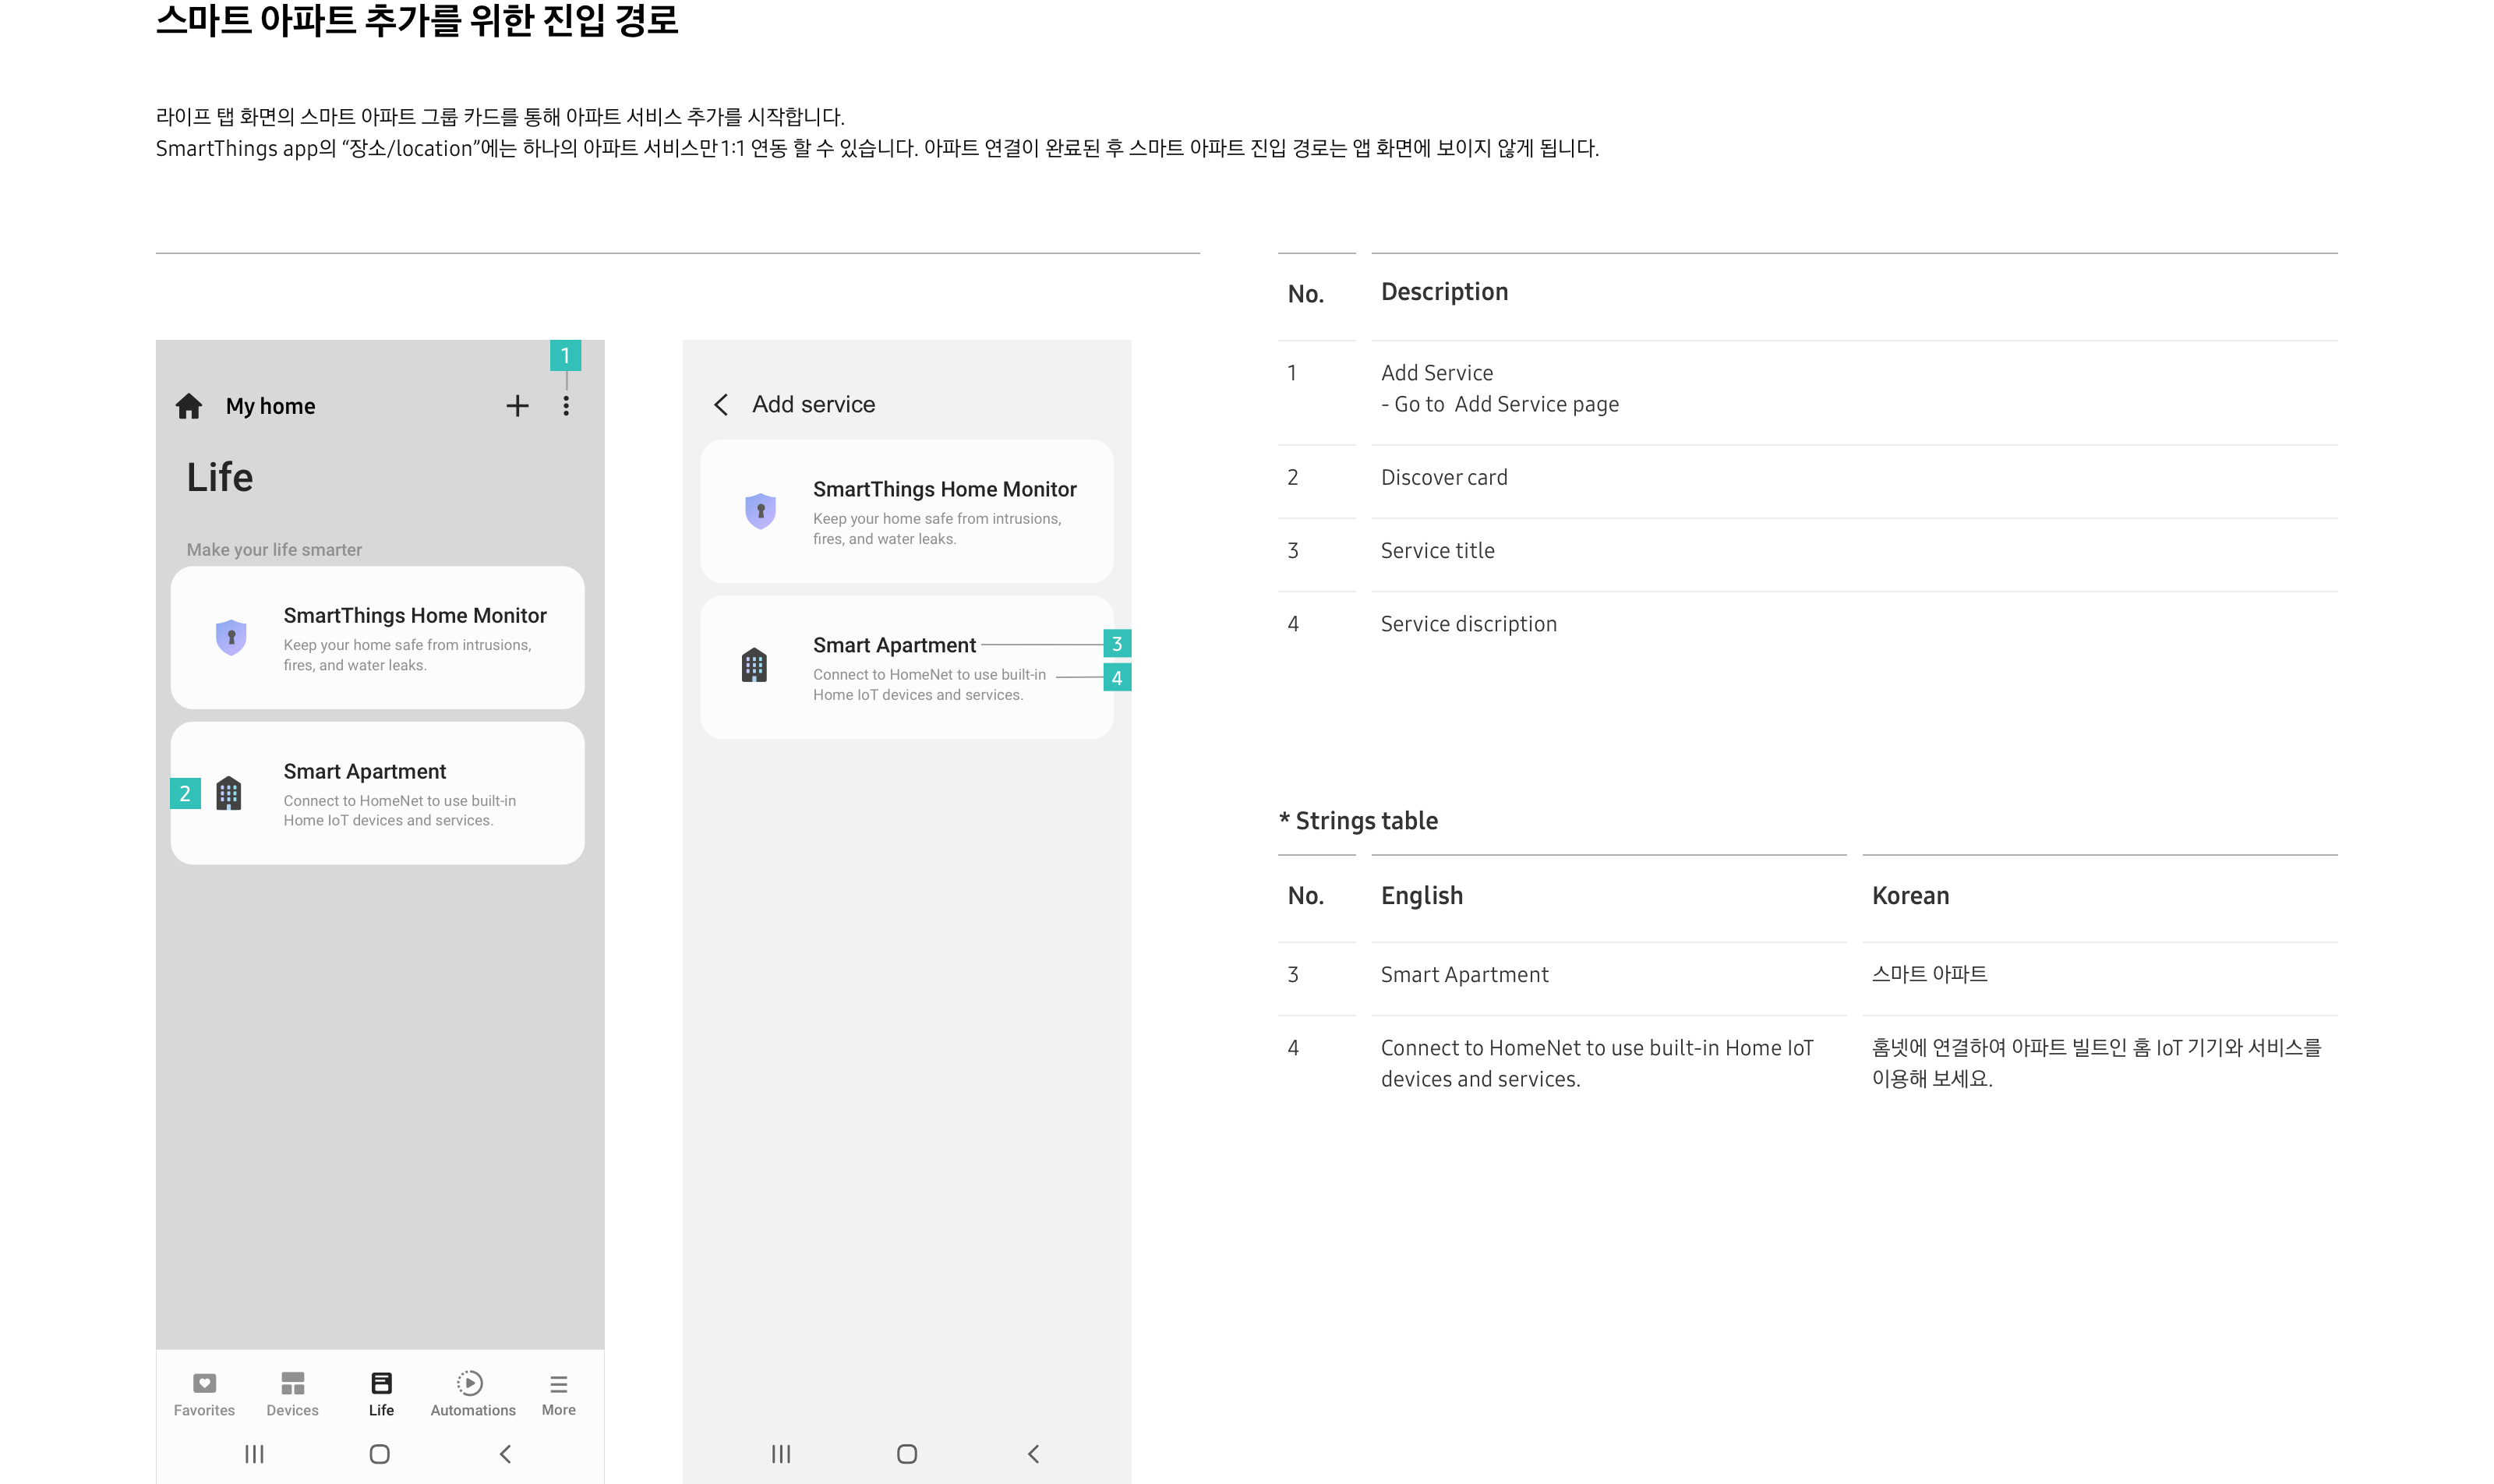 스마트 아파트 추가를 위한 진입 경로
라이프 탭 화면의 스마트 아파트 그룹 카드를 통해 아파트 서비스 추가를 시작합니다.
SmartThings app의 “장소/location”에는 하나의 아파트 서비스만 1:1 연동 할 수 있습니다. 아파트 연결이 완료된 후 스마트 아파트 진입 경로는 앱 화면에 보이지 않게 됩니다.
1
My home
Life
Make your life smarter
SmartThings Home Monitor
Keep your home safe from intrusions,
fires, and water leaks.
2
Smart Apartment
Connect to HomeNet to use built-in
Home IoT devices and services.
Favorites
Devices
Life
Automations
More
Add service
SmartThings Home Monitor
Keep your home safe from intrusions,
fires, and water leaks.
Smart Apartment
3
Connect to HomeNet to use built-in
4
Home IoT devices and services.
No. Description
1 Add Service
- Go to Add Service page
2 Discover card
3 Service title
4 Service discription
* Strings table
No. English Korean
3 Smart Apartment 스마트 아파트
4 Connect to HomeNet to use built-in Home IoT 홈넷에 연결하여 아파트 빌트인 홈 IoT 기기와 서비스를
devices and services. 이용해 보세요.